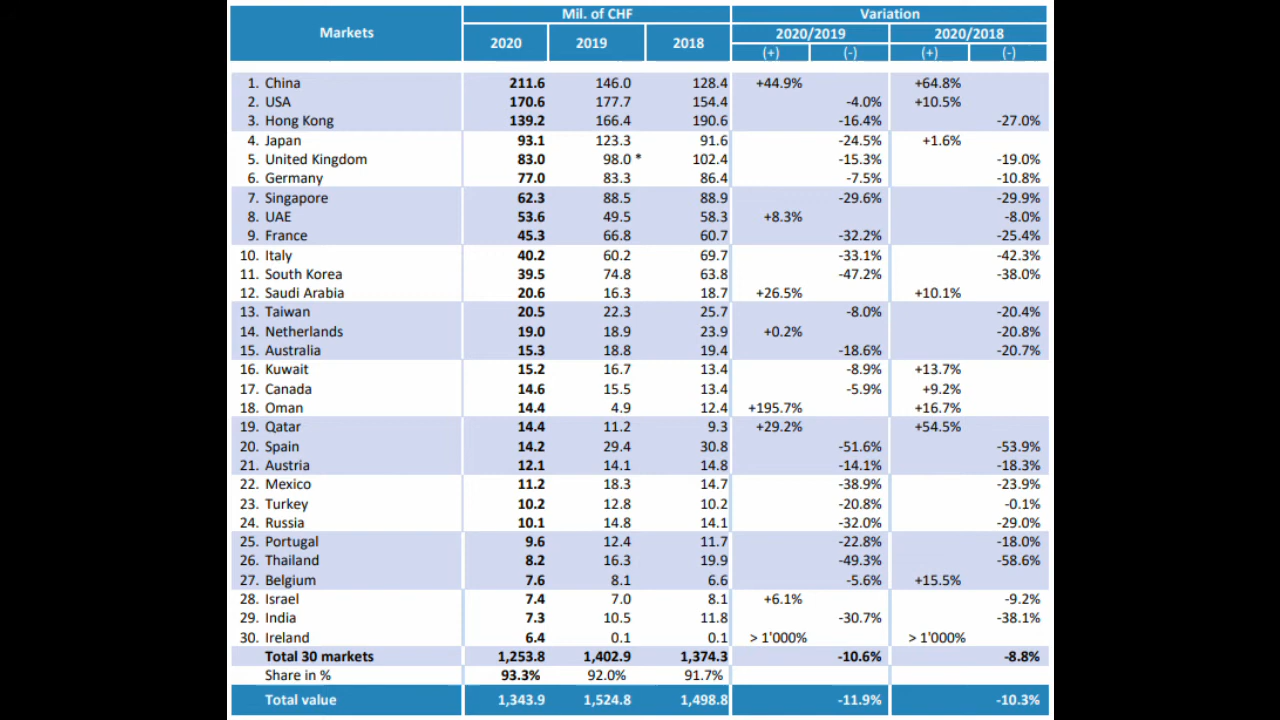 Markets Mil. of CHF Variation
2020 2019 2018 2020/2019 2020/2018
(+) (-) (+) (-)
1. China 211.6 146.0 128.4 +44.9% +64.8%
2. USA 170.6 177.7 154.4 -4.0% +10.5%
3. Hong Kong 139.2 166.4 190.6 -16.4% -27.0%
4. Japan 93.1 123.3 91.6 -24.5% +1.6%
5. United Kingdom 83.0 98.0 * 102.4 -15.3% -19.0%
6. Germany 77.0 83.3 86.4 -7.5% -10.8%
7. Singapore 62.3 88.5 88.9 -29.6% -29.9%
8. UAE 53.6 49.5 58.3 +8.3% -8.0%
9. France 45.3 66.8 60.7 -32.2% -25.4%
10. Italy 40.2 60.2 69.7 -33.1% -42.3%
11. South Korea 39.5 74.8 63.8 -47.2% -38.0%
12. Saudi Arabia 20.6 16.3 18.7 +26.5% +10.1%
13. Taiwan 20.5 22.3 25.7 -8.0% -20.4%
14. Netherlands 19.0 18.9 23.9 +0.2% -20.8%
15. Australia 15.3 18.8 19.4 -18.6% -20.7%
16. Kuwait 15.2 16.7 13.4 -8.9% +13.7%
17. Canada 14.6 15.5 13.4 -5.9% +9.2%
18. Oman 14.4 4.9 12.4 +195.7% +16.7%
19. Qatar 14.4 11.2 9.3 +29.2% +54.5%
20. Spain 14.2 29.4 30.8 -51.6% -53.9%
21. Austria 12.1 14.1 14.8 -14.1% -18.3%
22. Mexico 11.2 18.3 14.7 -38.9% -23.9%
23. Turkey 10.2 12.8 10.2 -20.8% -0.1%
24. Russia 10.1 14.8 14.1 -32.0% -29.0%
25. Portugal 9.6 12.4 11.7 -22.8% -18.0%
26. Thailand 8.2 16.3 19.9 -49.3% -58.6%
27. Belgium 7.6 8.1 6.6 -5.6% +15.5%
28. Israel 7.4 7.0 8.1 +6.1% -9.2%
29. India 7.3 10.5 11.8 -30.7% -38.1%
30. Ireland 6.4 0.1 0.1 > 1'000% > 1'000%
Total 30 markets 1,253.8 1,402.9 1,374.3 -10.6% -8.8%
Share in % 93.3% 92.0% 91.7%
Total value 1,343.9 1,524.8 1,498.8 -11.9% -10.3%